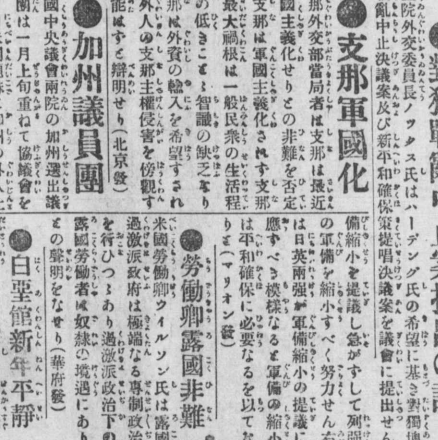 院外交委員長ノックス氏はハーデング氏の希望に基き對獨
亂中止決議案及び新平和確保策提唱決議案を議會に提出せん
●支那軍國化
那外交部當局者は支那は最近
國主義化せりとの非難を否定
支那は軍國主義化されず支那
最大禍根は一般民衆の生活程
の低きこと智識の缺乏なり
那は外資の輸入を希望すされ
外人の支那主權侵害を傍觀す
能はずと辯明せり（北京發）
●加州議員團
國中央議會兩院の加州選出議
團は一月上旬重ねて協議會を
備縮小を提議し急がずして列强
の軍備を縮小すべく努力せん右
は日英兩强が軍備縮小の提議に
應ずべき模樣なると軍備の縮小
は平和確保に必要なるを以てな
りと（マリオン發）
●勞働卿露國非難
米國勞働卿ウイルソン氏は露國
過激派政府は極端なる專制政治
を行ひつゝあり過激派政治下の
露國勞働者は奴隸の境遇にあり
との聲明をなせり（華府發）
●白堊館新年平靜